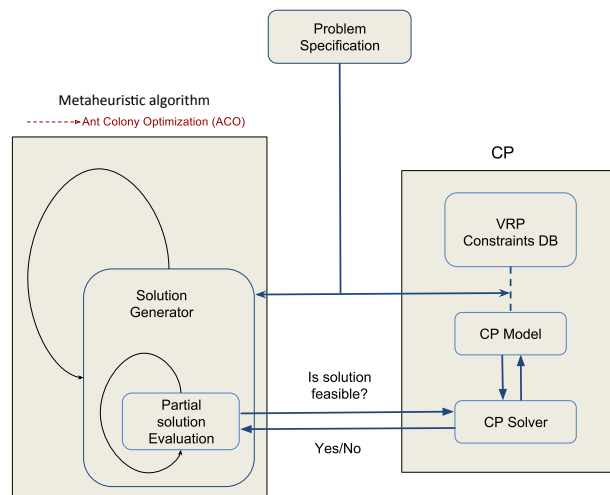 Problem
Specification
Metaheuristic algorithm
Ant Colony Optimization (ACO)
CP
VRP
Constraints DB
Solution
Generator
CP Model
Is solution
feasible?
Partial
solution
Evaluation
CP Solver
Yes/No